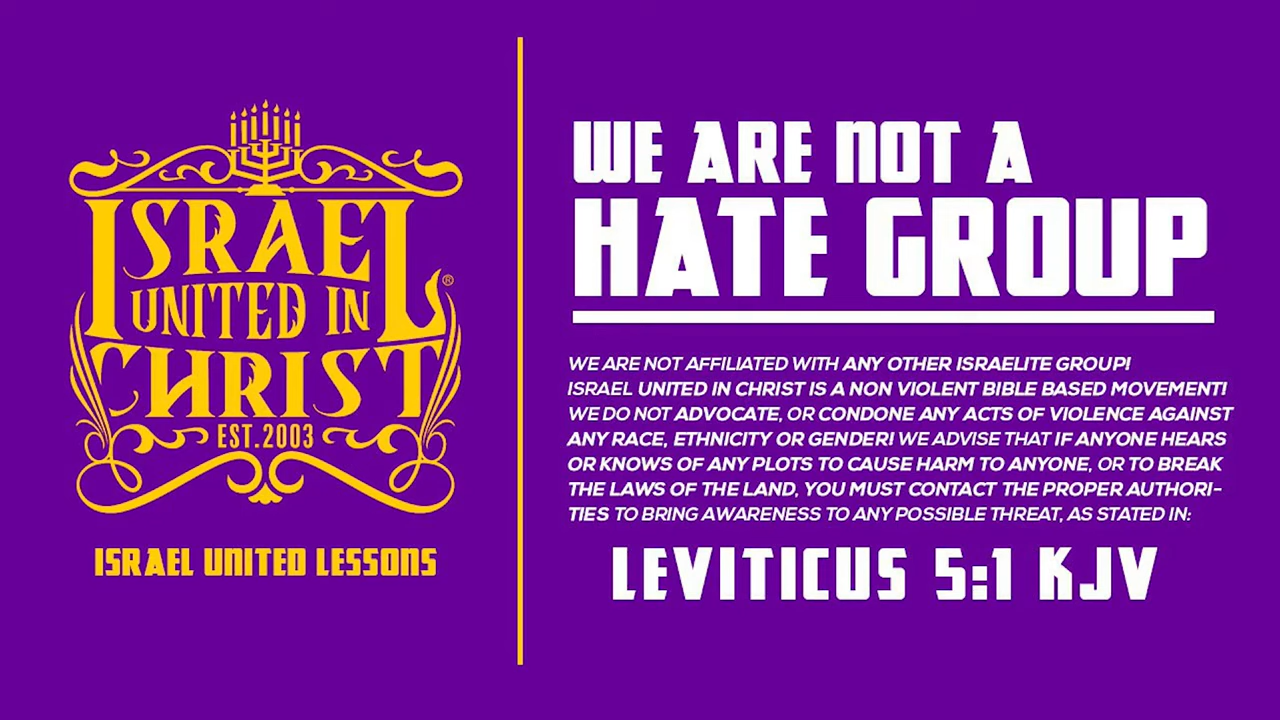 ISRAEL
UNITED IN
CHRIST
®
EST.2003
ISRAEL UNITED LESSONS
WE ARE NOT A
HATE GROUP
WE ARE NOT AFFILIATED WITH ANY OTHER ISRAELITE GROUP!
ISRAEL UNITED IN CHRIST IS A NON VIOLENT BIBLE BASED MOVEMENT!
WE DO NOT ADVOCATE, OR CONDONE ANY ACTS OF VIOLENCE AGAINST
ANY RACE, ETHNICITY OR GENDER! WE ADVISE THAT IF ANYONE HEARS
OR KNOWS OF ANY PLOTS TO CAUSE HARM TO ANYONE, OR TO BREAK
THE LAWS OF THE LAND, YOU MUST CONTACT THE PROPER AUTHORI-
TIES TO BRING AWARENESS TO ANY POSSIBLE THREAT, AS STATED IN:
LEVITICUS 5:1 KJV